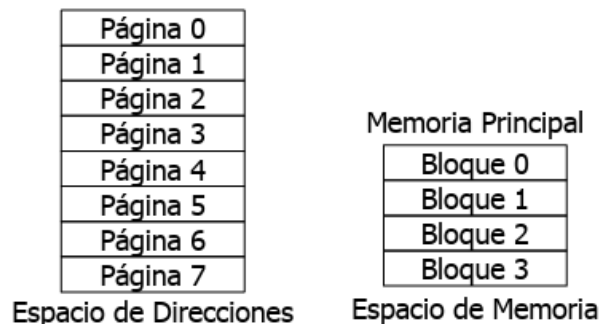 Página 0
Página 1
Página 2
Página 3
Página 4
Página 5
Página 6
Página 7
Espacio de Direcciones
Memoria Principal
Bloque 0
Bloque 1
Bloque 2
Bloque 3
Espacio de Memoria